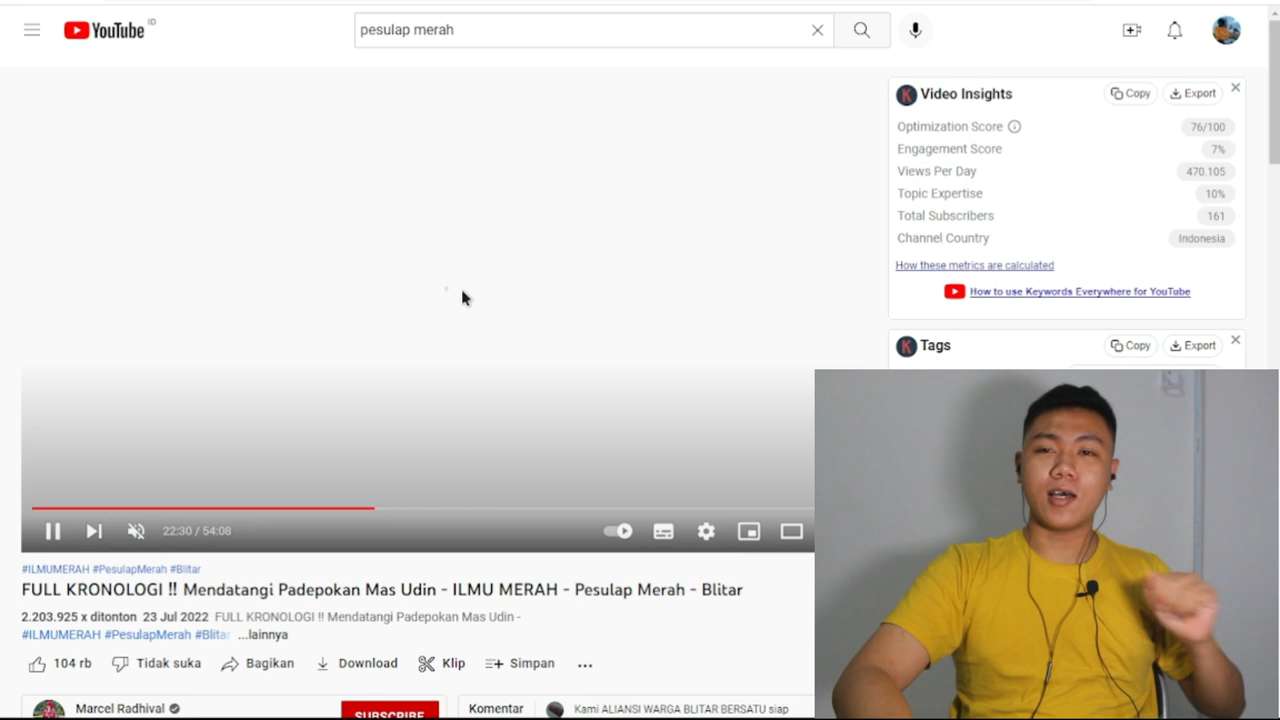 YouTube ID
pesulap merah
Video Insights
Copy
Export
Optimization Score
76/100
Engagement Score
7%
Views Per Day
470.105
Topic Expertise
10%
Total Subscribers
161
Channel Country
Indonesia
How these metrics are calculated
How to use Keywords Everywhere for YouTube
Tags
Copy
Export
22:30 / 54:08
#ILMUMERAH #PesulapMerah #Blitar
FULL KRONOLOGI !! Mendatangi Padepokan Mas Udin - ILMU MERAH - Pesulap Merah - Blitar
2.203.925 x ditonton 23 Jul 2022 FULL KRONOLOGI !! Mendatangi Padepokan Mas Udin -
#ILMUMERAH #PesulapMerah #Blitar ...lainnya
104 rb
Tidak suka
Bagikan
Download
Klip
Simpan
Marcel Radhival
SUBSCRIBE
Komentar
Kami ALIANSI WARGA BLITAR BERSATU siap